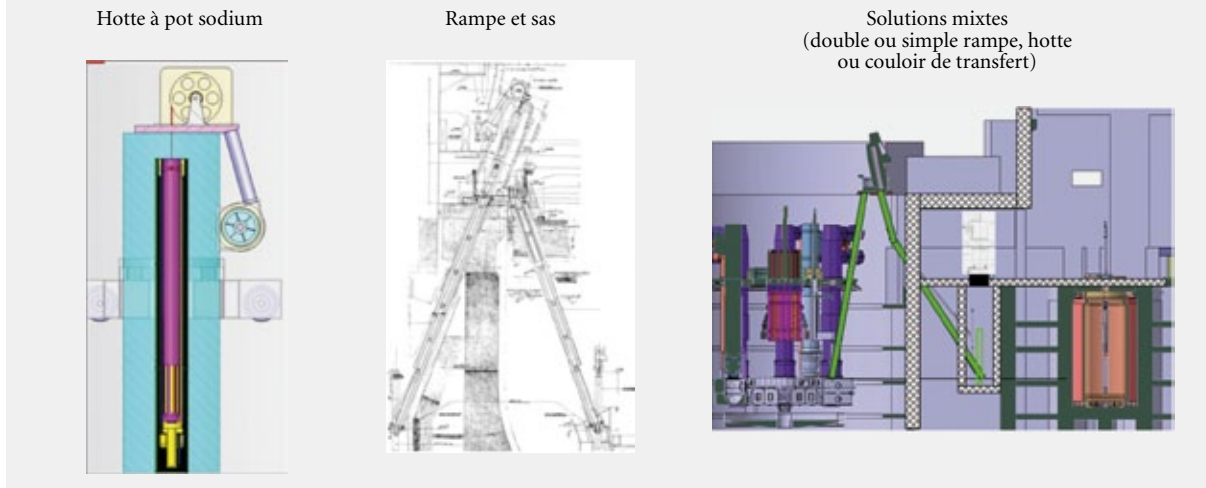 Hotte à pot sodium
Rampe et sas
Solutions mixtes
(double ou simple rampe, hotte
ou couloir de transfert)